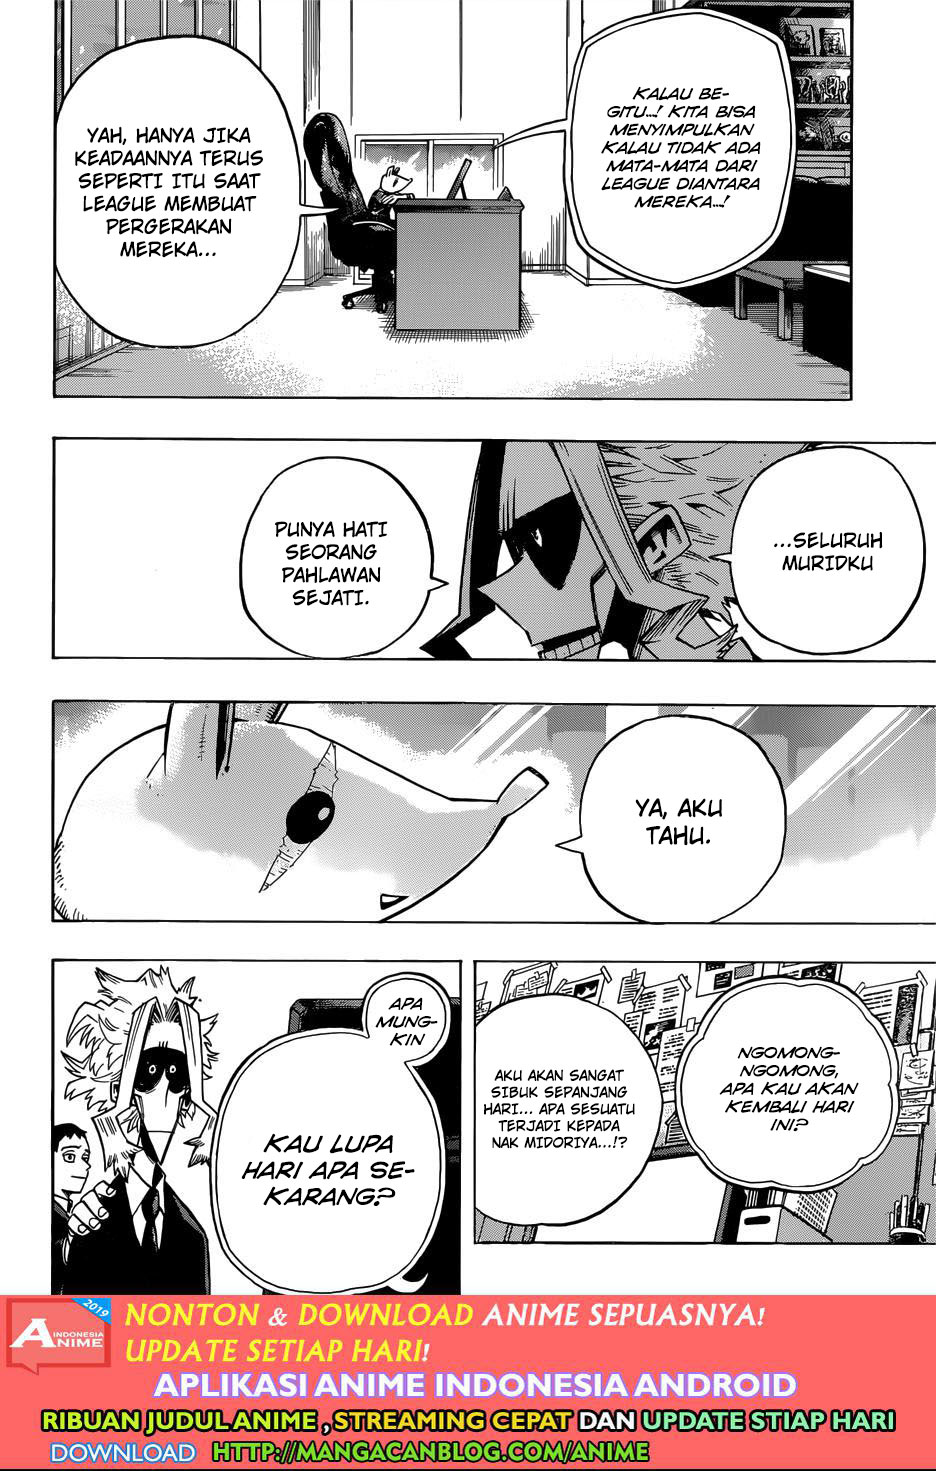 KALAU BE-
GITU...! KITA BISA
MENYIMPULKAN
KALAU TIDAK ADA
MATA-MATA DARI
LEAGUE DIANTARA
MEREKA...!
YAH, HANYA JIKA
KEADAANNYA TERUS
SEPERTI ITU SAAT
LEAGUE MEMBUAT
PERGERAKAN
MEREKA...
...SELURUH
MURIDKU
PUNYA HATI
SEORANG
PAHLAWAN
SEJATI.
YA, AKU
TAHU.
NGOMONG-
NGOMONG,
APA KAU AKAN
KEMBALI HARI
INI?
AKU AKAN SANGAT
SIBUK SEPANJANG
HARI... APA SESUATU
TERJADI KEPADA
NAK MIDORIYA...!?
APA
MUNG-
KIN
KAU LUPA
HARI APA SE-
KARANG?
2019
INDONESIA
ANIME
NONTON & DOWNLOAD ANIME SEPUASNYA!
UPDATE SETIAP HARI!
APLIKASI ANIME INDONESIA ANDROID
RIBUAN JUDUL ANIME , STREAMING CEPAT DAN UPDATE STIAP HARI
DOWNLOAD HTTP://MANGACANBLOG.COM/ANIME